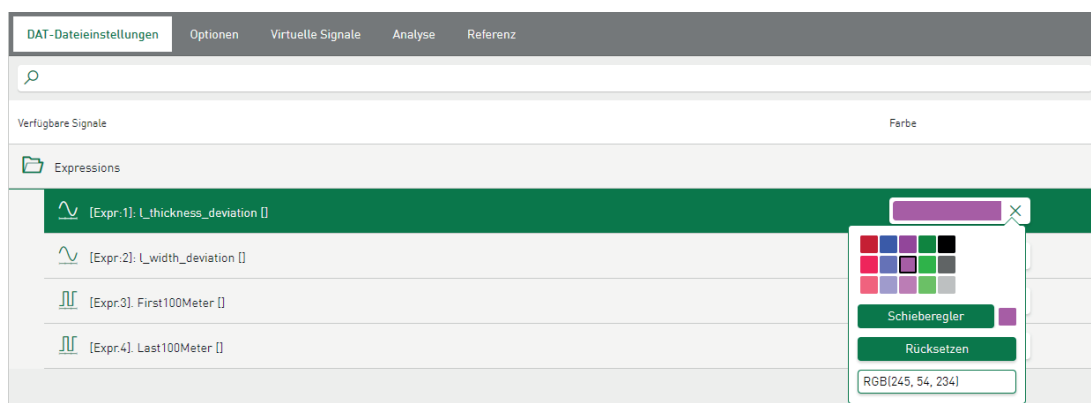 DAT-Dateieinstellungen Optionen Virtuelle Signale Analyse Referenz
Verfügbare Signale Farbe
Expressions
[Expr:1]: l_thickness_deviation []
[Expr:2]: l_width_deviation []
[Expr.3]. First100Meter []
[Expr.4]. Last100Meter []
Schieberegler
Rücksetzen
RGB(245, 54, 234)